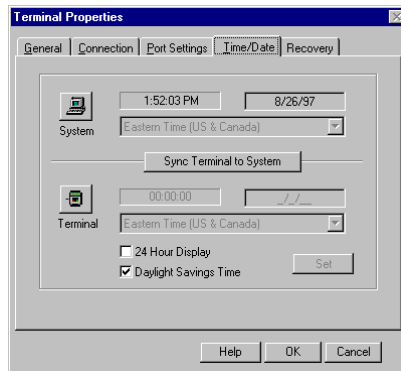 Terminal Properties
General Connection Port Settings Time/Date Recovery
1:52:03 PM 8/26/97
System Eastern Time (US & Canada)
Sync Terminal to System
00:00:00 _/_/__
Terminal Eastern Time (US & Canada)
24 Hour Display
Daylight Savings Time Set
Help OK Cancel